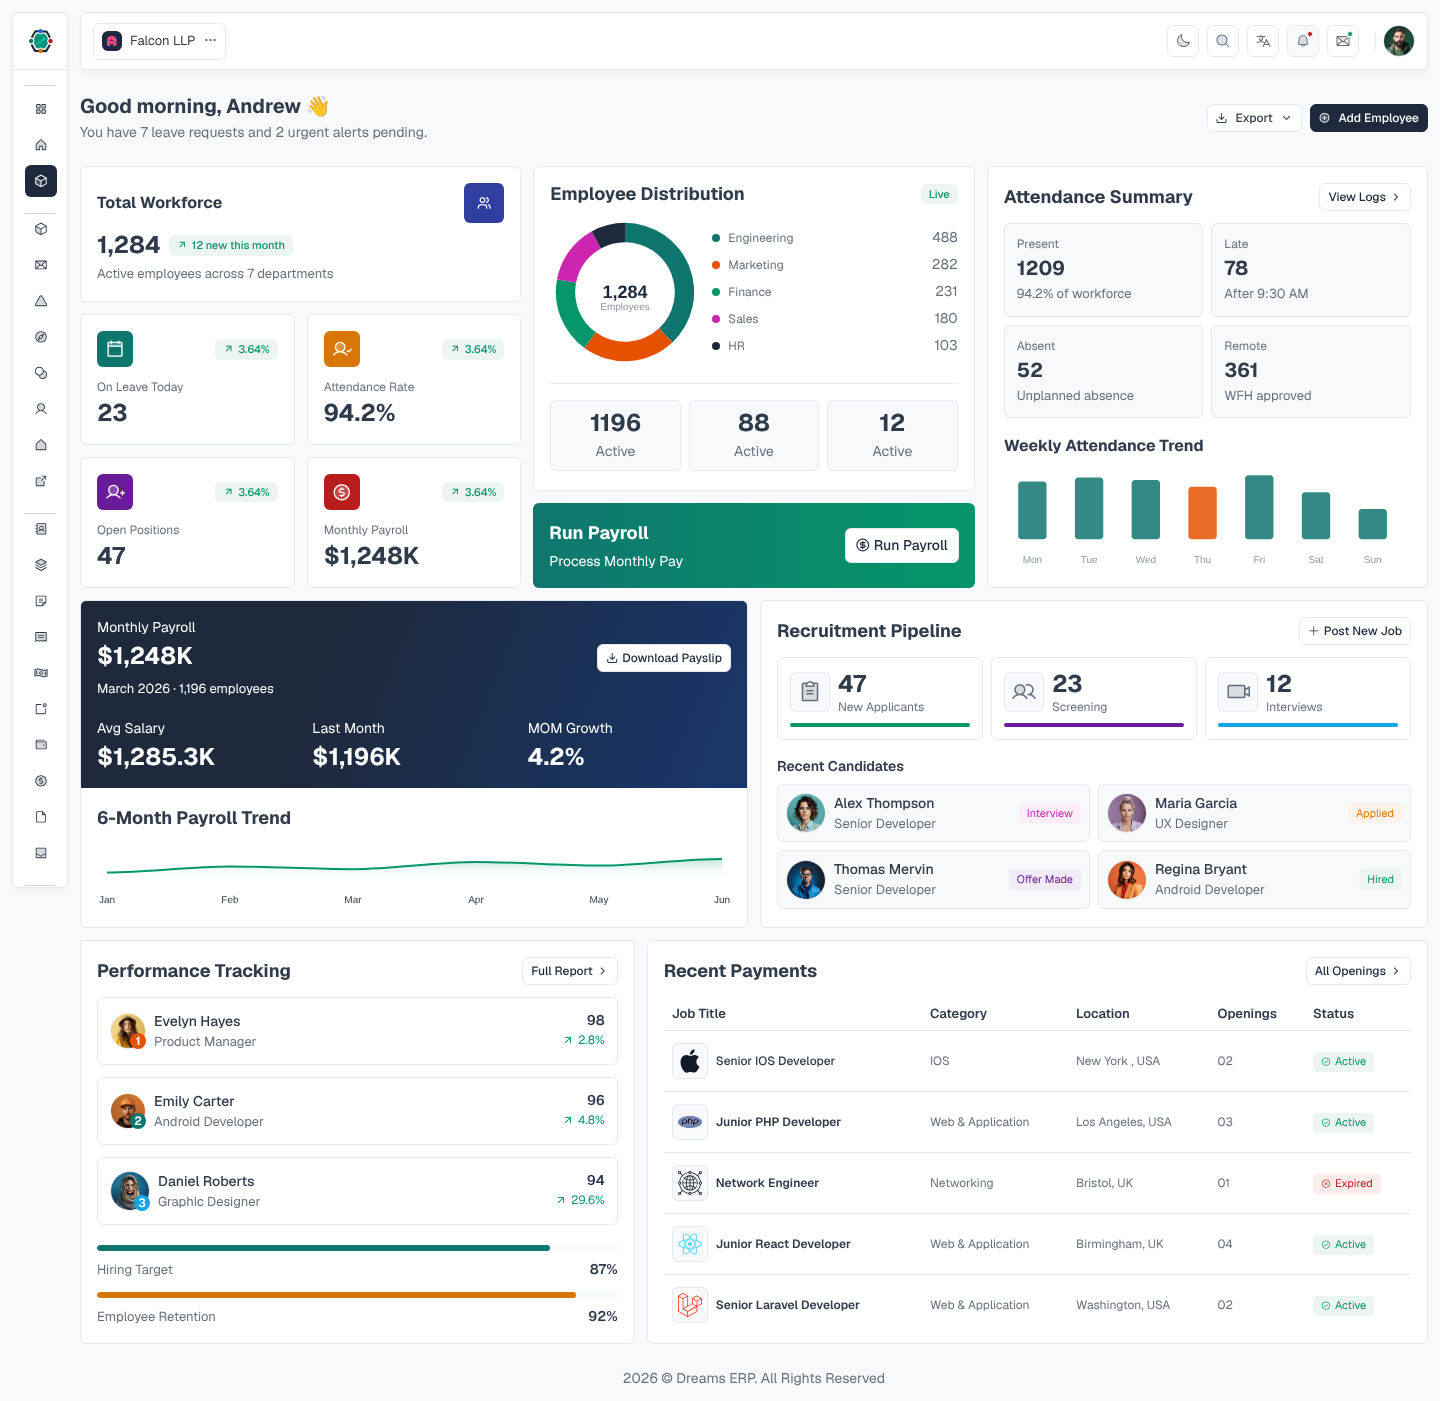 Falcon LLP
Good morning, Andrew 👋
You have 7 leave requests and 2 urgent alerts pending.
Export
Add Employee
Total Workforce
1,284
12 new this month
Active employees across 7 departments
3.64%
On Leave Today
23
3.64%
Attendance Rate
94.2%
3.64%
Open Positions
47
3.64%
Monthly Payroll
$1,248K
Employee Distribution
Live
1,284
Employees
Engineering 488
Marketing 282
Finance 231
Sales 180
HR 103
1196
Active
88
Active
12
Active
Run Payroll
Process Monthly Pay
Run Payroll
Attendance Summary
View Logs
Present
1209
94.2% of workforce
Late
78
After 9:30 AM
Absent
52
Unplanned absence
Remote
361
WFH approved
Weekly Attendance Trend
Mon Tue Wed Thu Fri Sat Sun
Monthly Payroll
$1,248K
March 2026 · 1,196 employees
Download Payslip
Avg Salary
$1,285.3K
Last Month
$1,196K
MOM Growth
4.2%
6-Month Payroll Trend
Jan Feb Mar Apr May Jun
Recruitment Pipeline
Post New Job
47
New Applicants
23
Screening
12
Interviews
Recent Candidates
Alex Thompson
Senior Developer
Interview
Maria Garcia
UX Designer
Applied
Thomas Mervin
Senior Developer
Offer Made
Regina Bryant
Android Developer
Hired
Performance Tracking
Full Report
1
Evelyn Hayes
Product Manager
98
2.8%
2
Emily Carter
Android Developer
96
4.8%
3
Daniel Roberts
Graphic Designer
94
29.6%
Hiring Target 87%
Employee Retention 92%
Recent Payments
All Openings
Job Title Category Location Openings Status
Senior IOS Developer IOS New York , USA 02 Active
php Junior PHP Developer Web & Application Los Angeles, USA 03 Active
Network Engineer Networking Bristol, UK 01 Expired
Junior React Developer Web & Application Birmingham, UK 04 Active
Senior Laravel Developer Web & Application Washington, USA 02 Active
2026 © Dreams ERP. All Rights Reserved